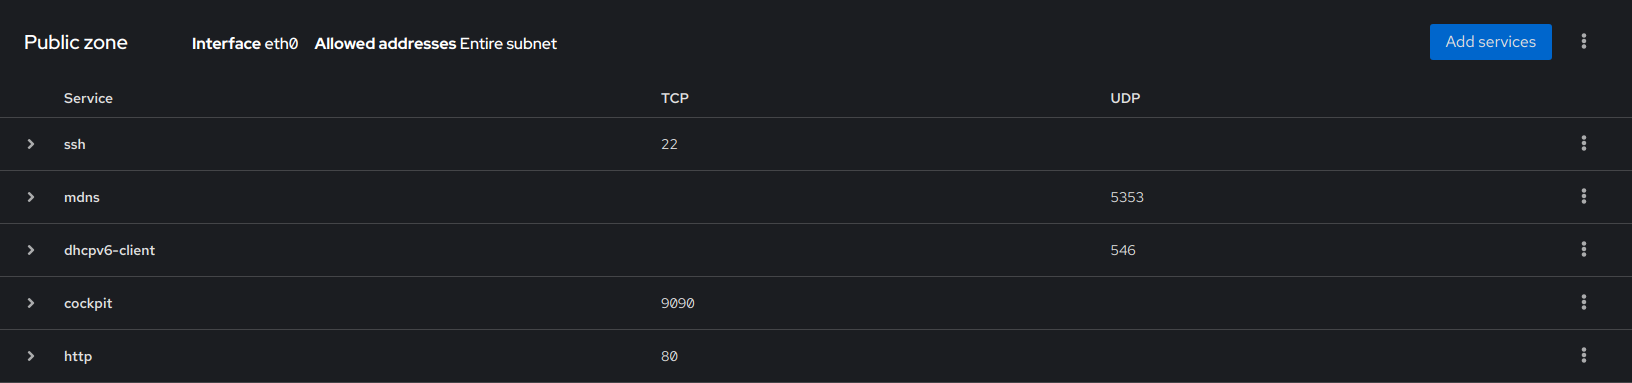 Public zone Interface eth0 Allowed addresses Entire subnet Add services
Service TCP UDP
ssh 22
mdns 5353
dhcpv6-client 546
cockpit 9090
http 80